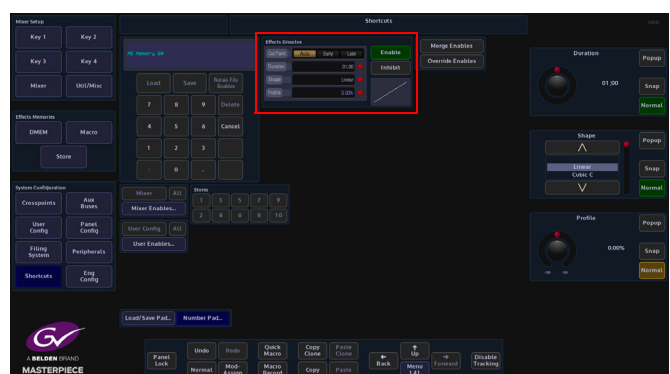 Mixer Setup
Shortcuts
Key 1
Key 2
Key 3
Key 4
Mixer
Util/Misc
Effects Memories
DMEM
Macro
Store
System Configuration
Crosspoints
Aux Buses
User Config
Panel Config
Filing System
Peripherals
Shortcuts
Eng Config
GV
A BELDEN BRAND
MASTERPIECE
ME Memory, 00
Load
Save
Retain File Enables
7
8
9
Delete
4
5
6
Cancel
1
2
3
:
0
.
Mixer
All
Mixer Enables...
User Config
All
User Enables...
Stores
1
3
5
7
9
2
4
6
8
10
Load/Save Pad...
Number Pad...
Effects Dissolve
Cut Point
Auto
Early
Late
Duration
01;00
Shape
Linear
Profile
0.00%
Enable
Inhibit
Merge Enables
Override Enables
Duration
01;00
Popup
Snap
Normal
Shape
Linear
Cubic C
Popup
Snap
Normal
Profile
0.00%
Popup
Snap
Normal
Panel Lock
Undo
Redo
Normal
Mod-Assign
Quick Macro
Macro Record
Copy Clone
Paste Clone
Copy
Paste
Back
Up
Menu 141
Forward
Disable Tracking